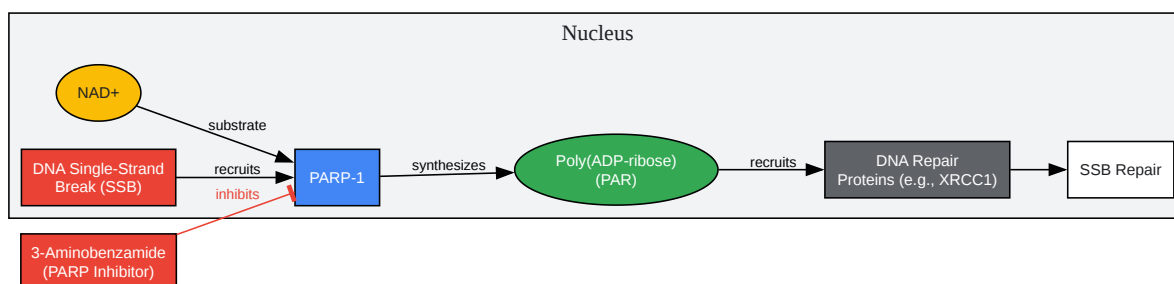 Nucleus
NAD+
substrate
DNA Single-Strand
Break (SSB)
recruits
inhibits
PARP-1
synthesizes
Poly(ADP-ribose)
(PAR)
recruits
DNA Repair
Proteins (e.g., XRCC1)
SSB Repair
3-Aminobenzamide
(PARP Inhibitor)